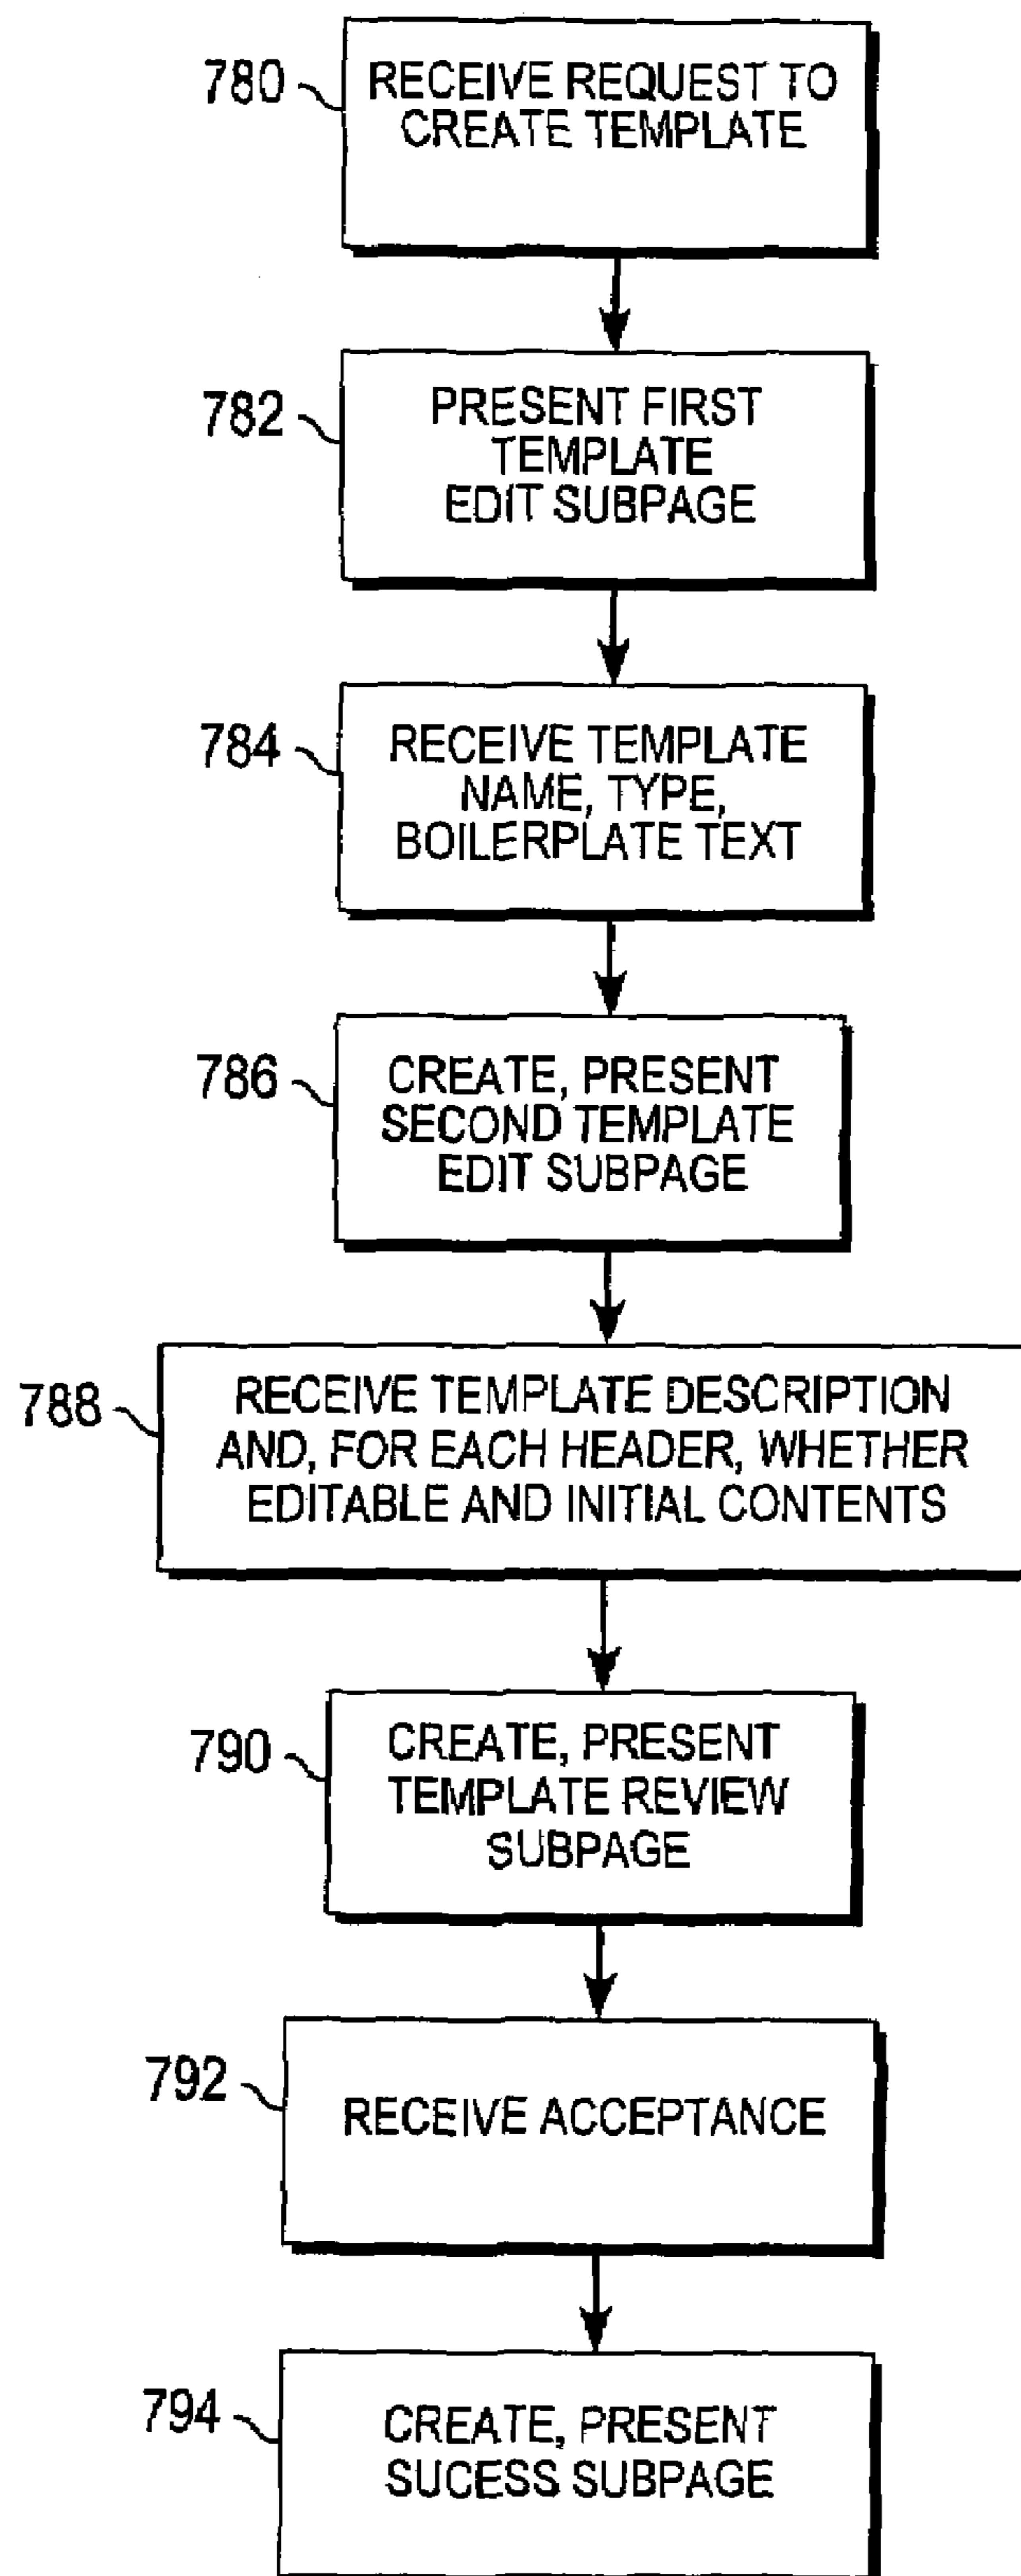 780
RECEIVE REQUEST TO
CREATE TEMPLATE
782
PRESENT FIRST
TEMPLATE
EDIT SUBPAGE
784
RECEIVE TEMPLATE
NAME, TYPE,
BOILERPLATE TEXT
786
CREATE, PRESENT
SECOND TEMPLATE
EDIT SUBPAGE
788
RECEIVE TEMPLATE DESCRIPTION
AND, FOR EACH HEADER, WHETHER
EDITABLE AND INITIAL CONTENTS
790
CREATE, PRESENT
TEMPLATE REVIEW
SUBPAGE
792
RECEIVE ACCEPTANCE
794
CREATE, PRESENT
SUCESS SUBPAGE